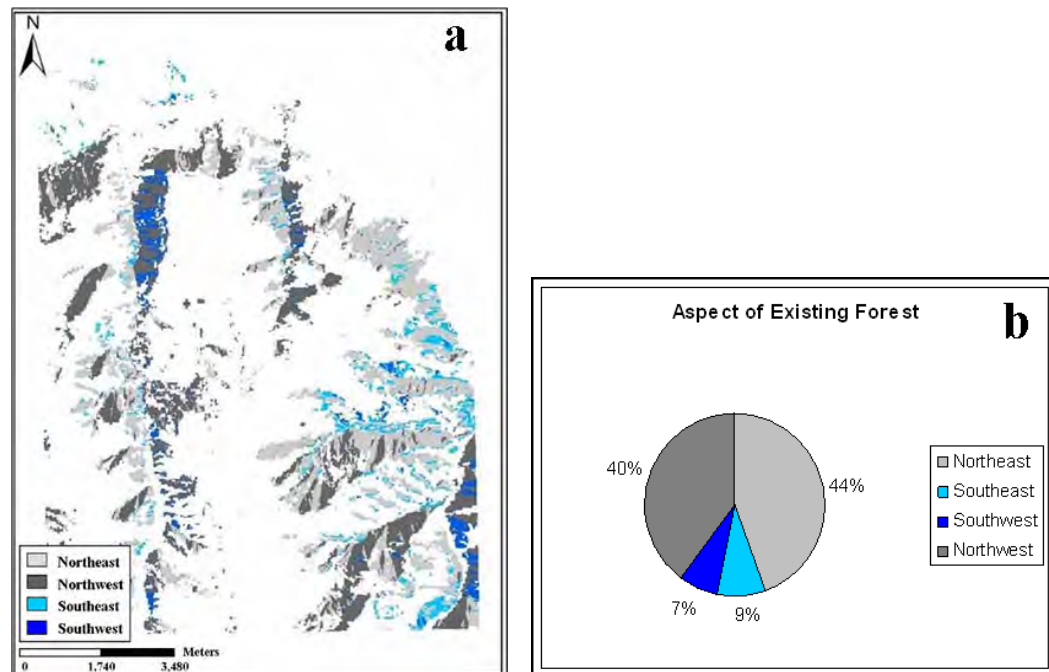 N
a
Northeast
Northwest
Southeast
Southwest
Meters
0 1,740 3,480
b
Aspect of Existing Forest
40%
44%
7%
9%
Northeast
Southeast
Southwest
Northwest